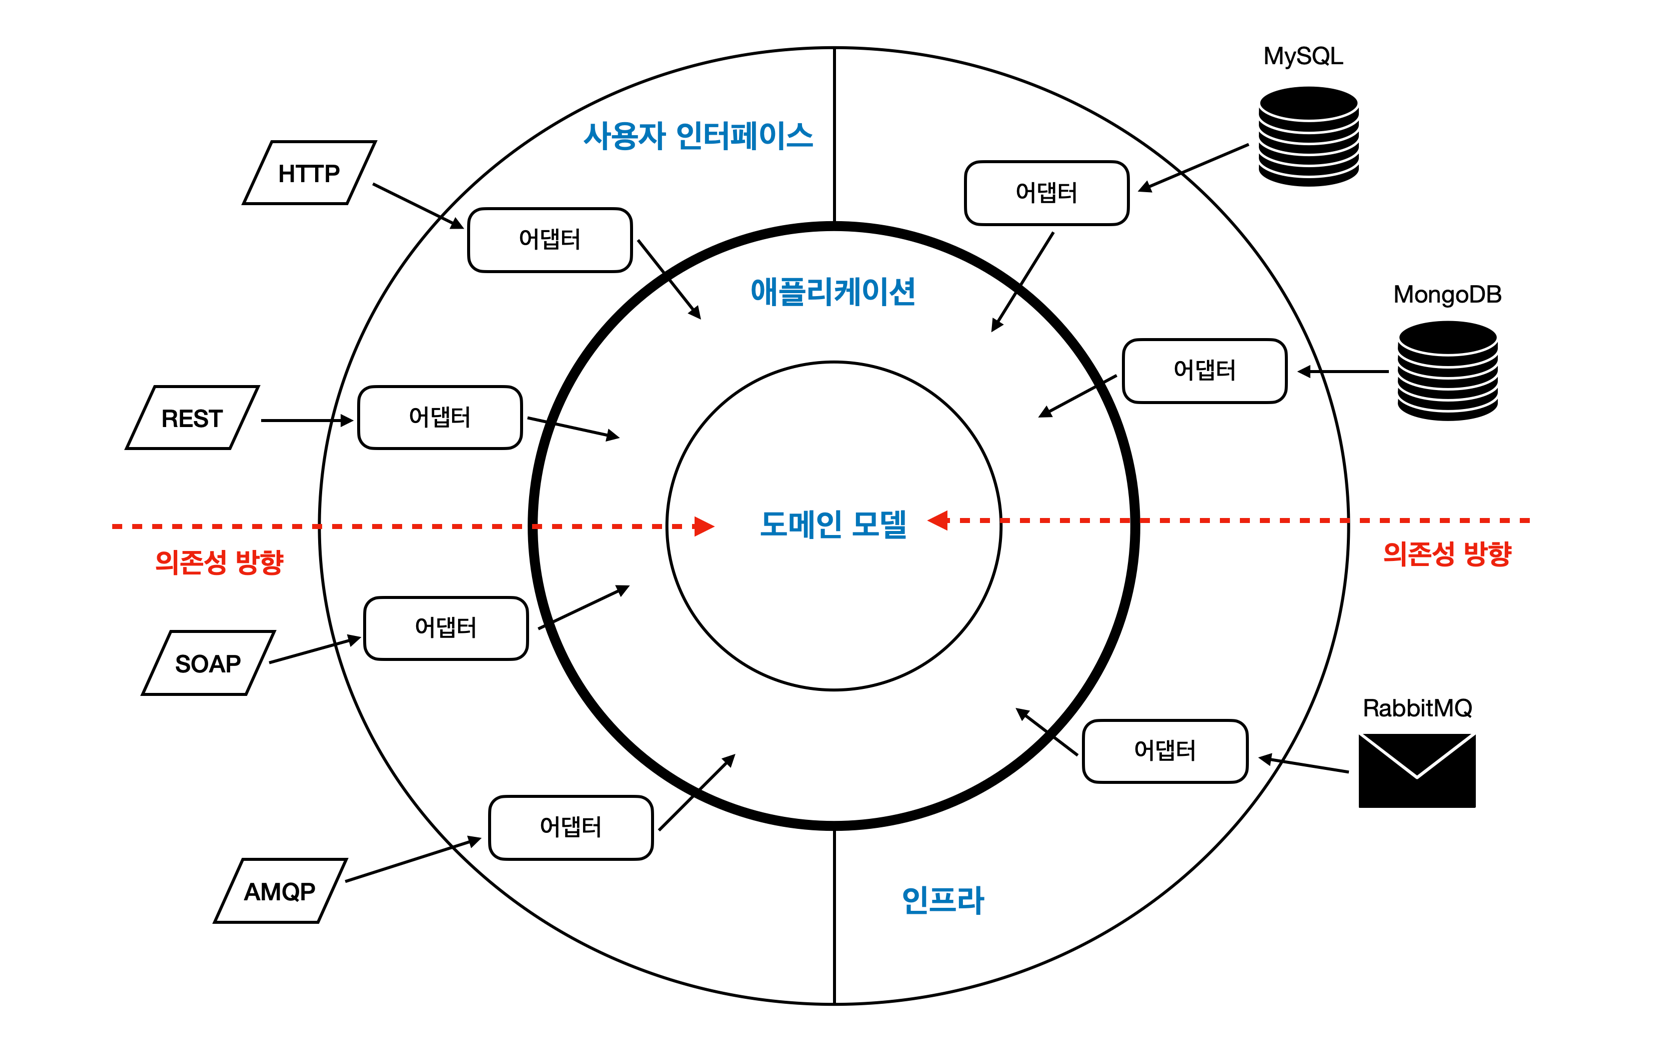 MySQL
사용자 인터페이스
HTTP
어댑터
어댑터
애플리케이션
MongoDB
어댑터
REST
어댑터
도메인 모델
의존성 방향
의존성 방향
어댑터
SOAP
RabbitMQ
어댑터
어댑터
AMQP
인프라